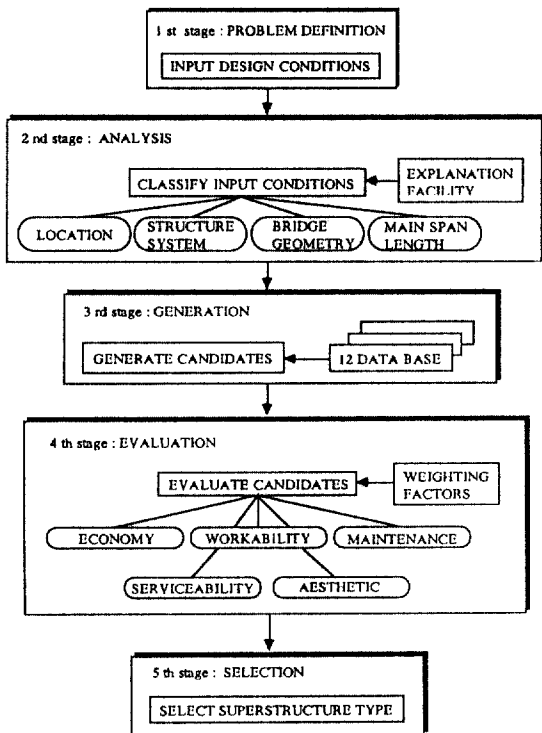 1 st stage : PROBLEM DEFINITION
INPUT DESIGN CONDITIONS
2 nd stage : ANALYSIS
CLASSIFY INPUT CONDITIONS
EXPLANATION
FACILITY
LOCATION
STRUCTURE
SYSTEM
BRIDGE
GEOMETRY
MAIN SPAN
LENGTH
3 rd stage : GENERATION
GENERATE CANDIDATES
12 DATA BASE
4 th stage : EVALUATION
EVALUATE CANDIDATES
WEIGHTING
FACTORS
ECONOMY
WORKABILITY
MAINTENANCE
SERVICEABILITY
AESTHETIC
5 th stage : SELECTION
SELECT SUPERSTRUCTURE TYPE